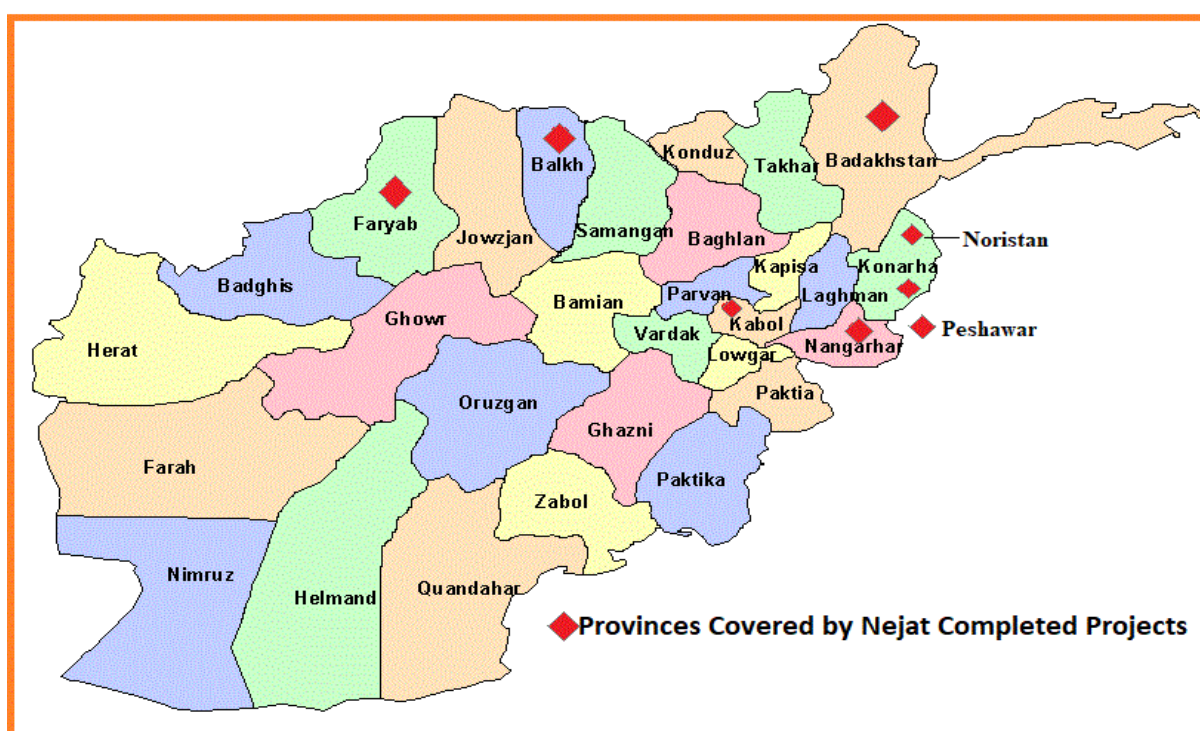 Konduz
Takhar
Badakhstan
Balkh
Faryab
Jowzjan
Samangan
Baghlan
Noristan
Kapisa
Konarha
Badghis
Bamian
Parvan
Laghman
Ghowr
Vardak
Kabol
Peshawar
Herat
Lowgar
Nangarhar
Oruzgan
Paktia
Ghazni
Farah
Paktika
Zabol
Nimruz
Helmand
Quandahar
Provinces Covered by Nejat Completed Projects